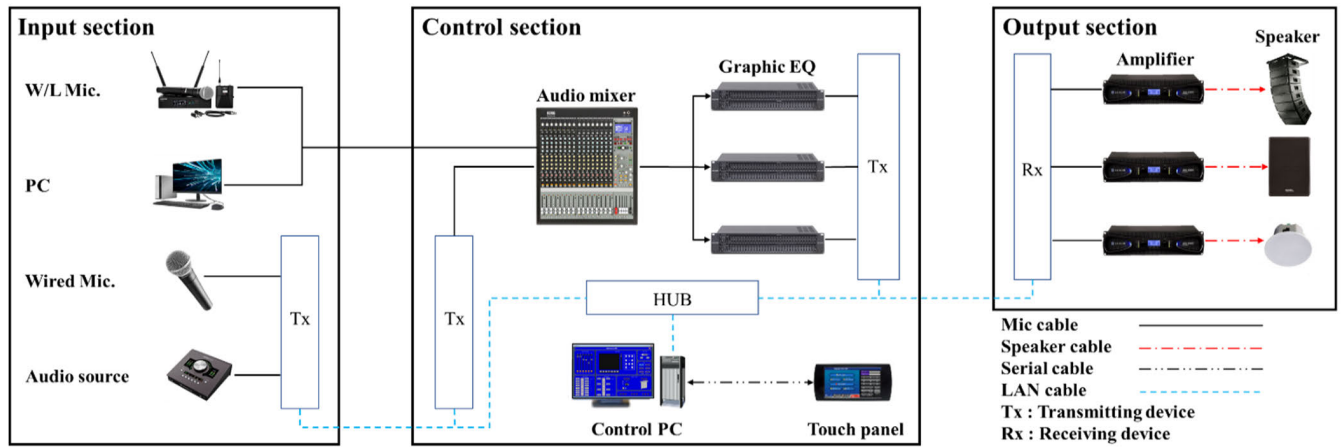 Input section
W/L Mic.
PC
Wired Mic.
Audio source
Tx
Control section
Audio mixer
Graphic EQ
Tx
Tx
HUB
Control PC
Touch panel
Output section
Speaker
Amplifier
Rx
Mic cable
Speaker cable
Serial cable
LAN cable
Tx : Transmitting device
Rx : Receiving device